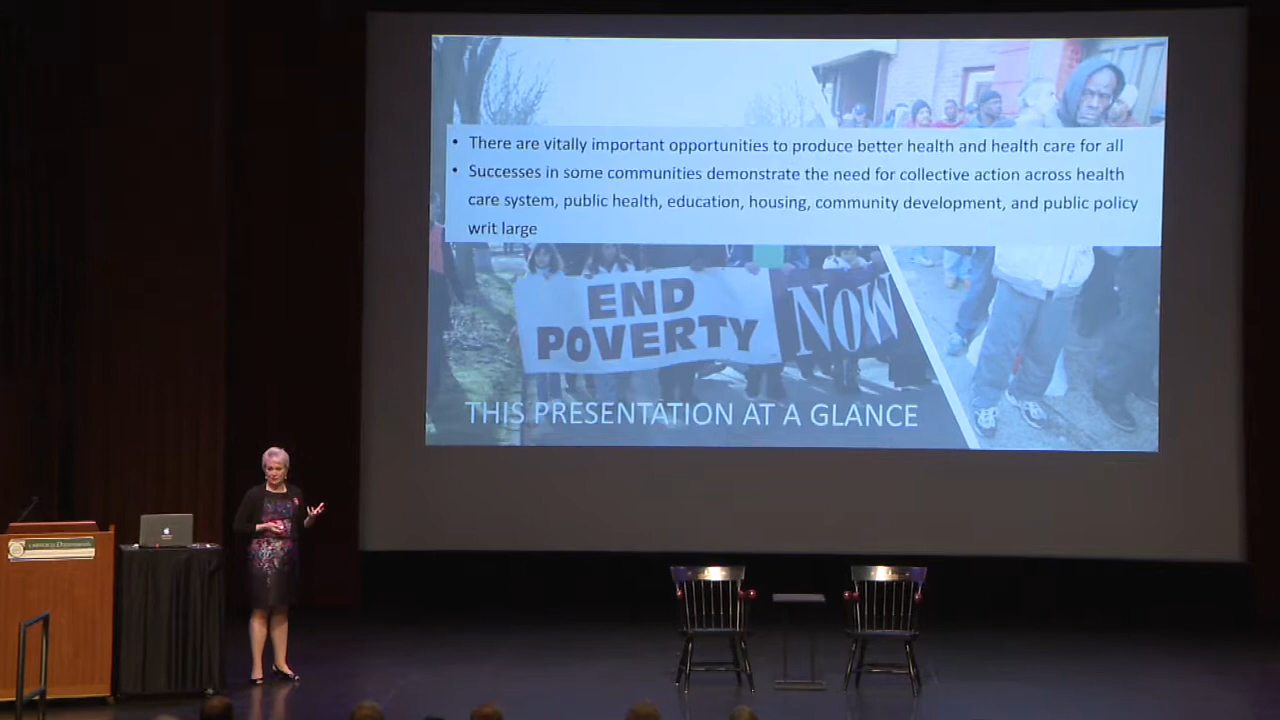 • There are vitally important opportunities to produce better health and health care for all
• Successes in some communities demonstrate the need for collective action across health
care system, public health, education, housing, community development, and public policy
writ large
END
POVERTY
NOW
THIS PRESENTATION AT A GLANCE